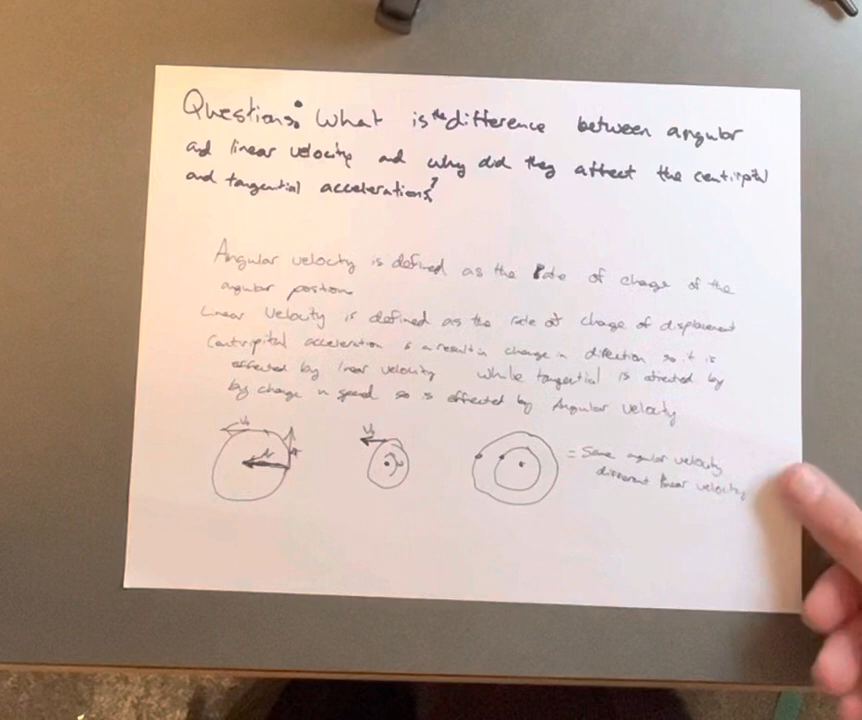 Questions: What is the difference between angular
and linear velocity and why did they affect the centripital
and tangential accelerations?
Angular velocity is defined as the Rate of change of the
angular position
Linear Velocity is defined as the rate of change of displacement
Centripital acceleration is a result in change in direction so it is
effected by linear velocity while tangential is affected by
by change in speed so is effected by Angular Velocity
= Same angular velocity
different linear velocity